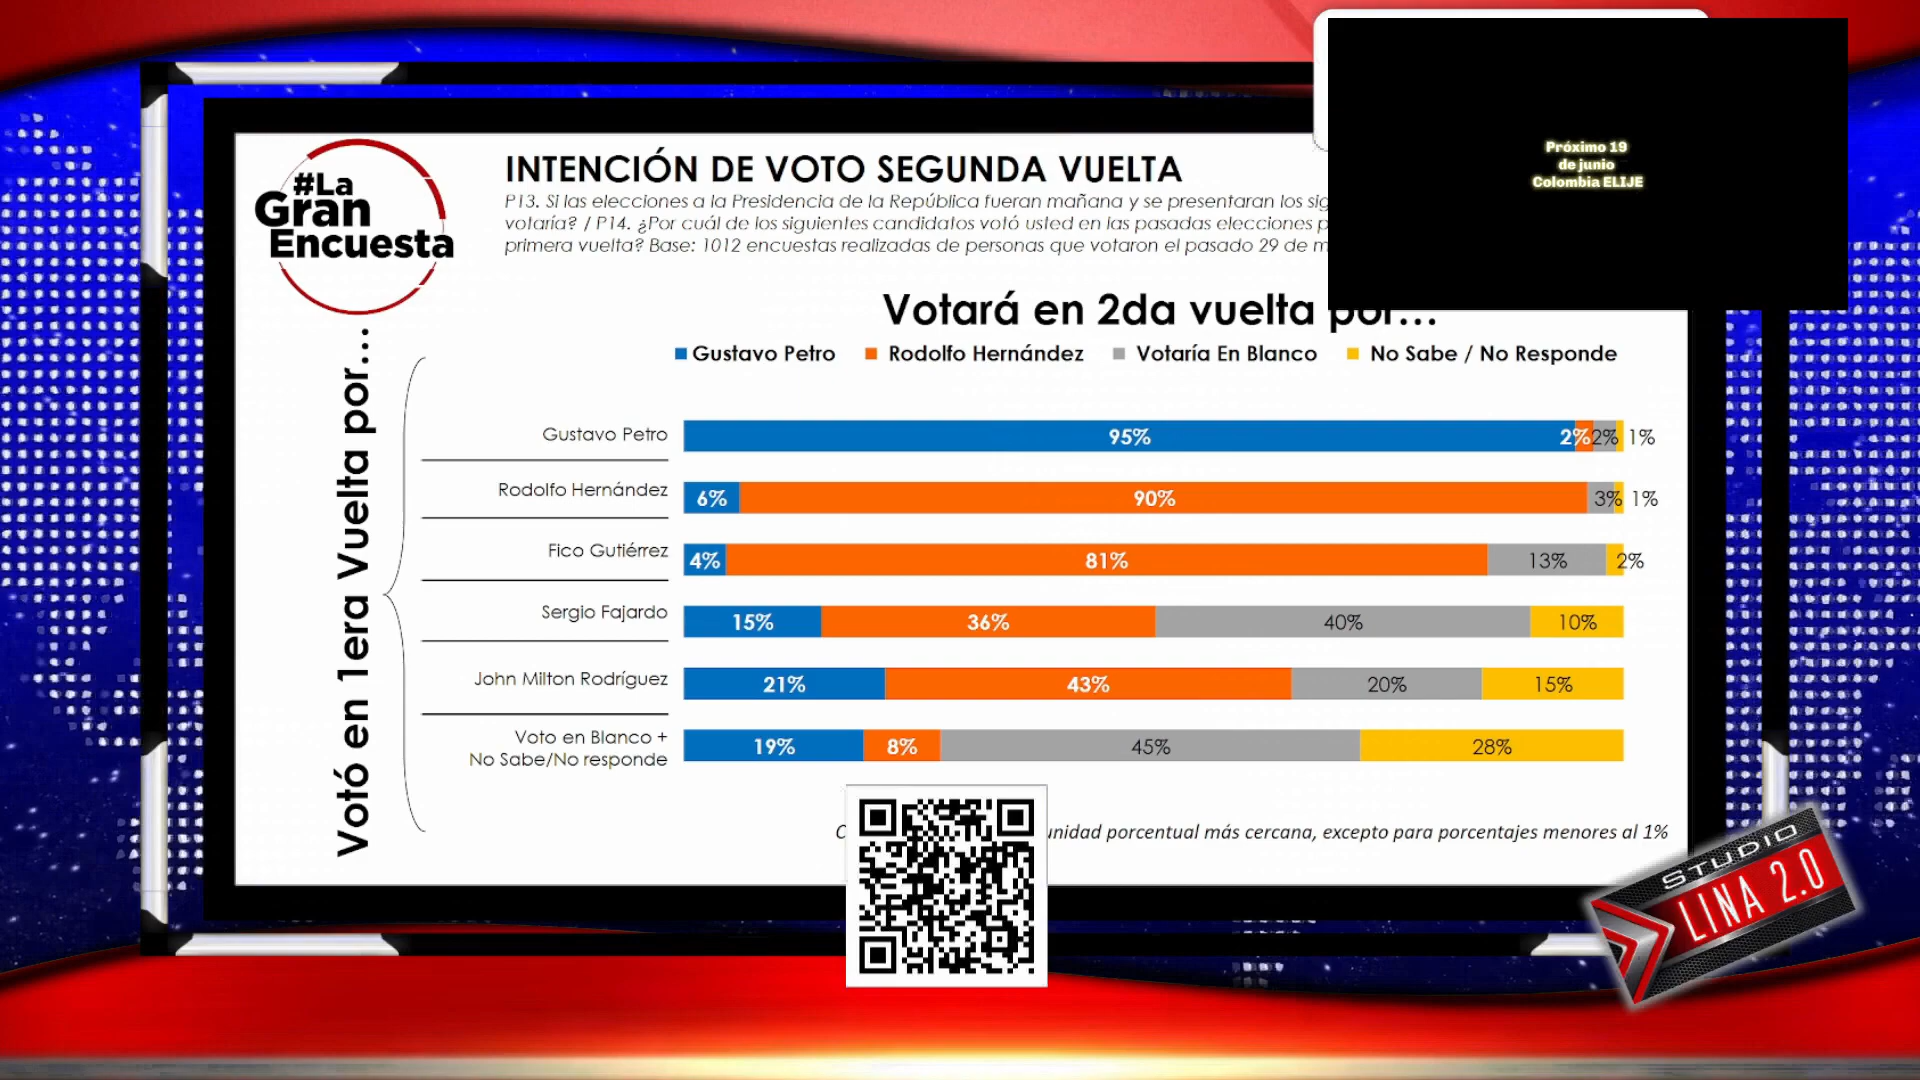 #La
Gran
Encuesta
INTENCIÓN DE VOTO SEGUNDA VUELTA
P13. Si las elecciones a la Presidencia de la República fueran mañana y se presentaran los
votaría? / P14. ¿Por cuál de los siguientes candidatos votó usted en las pasadas elecciones
primera vuelta? Base: 1012 encuestas realizadas de personas que votaron el pasado 29 de
Próximo 19
de junio
Colombia ELIJE
Votará en 2da vuelta por...
Gustavo Petro Rodolfo Hernández Votaría En Blanco No Sabe / No Responde
Votó en 1era Vuelta por...
Gustavo Petro 95% 2% 2% 1%
Rodolfo Hernández 6% 90% 3% 1%
Fico Gutiérrez 4% 81% 13% 2%
Sergio Fajardo 15% 36% 40% 10%
John Milton Rodríguez 21% 43% 20% 15%
Voto en Blanco +
No Sabe/No responde 19% 8% 45% 28%
unidad porcentual más cercana, excepto para porcentajes menores al 1%
STUDIO
LINA 2.0